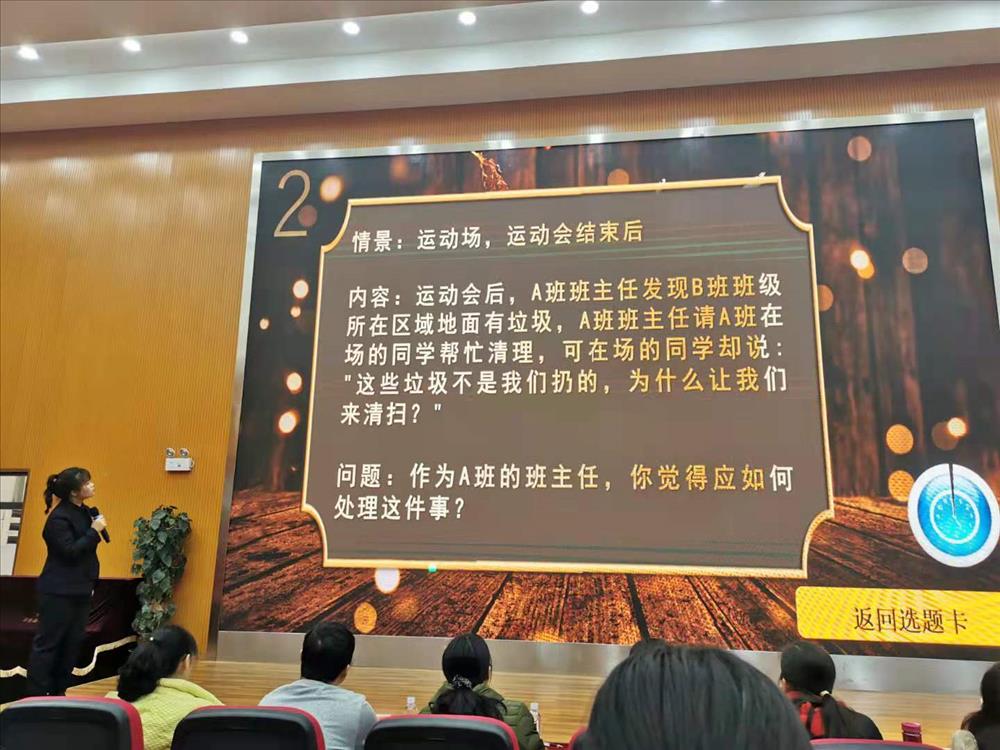 2
情景：运动场，运动会结束后
内容：运动会后，A班班主任发现B班班级
所在区域地面有垃圾，A班班主任请A班在
场的同学帮忙清理，可在场的同学却说：
"这些垃圾不是我们扔的，为什么让我们
来清扫？"
问题：作为A班的班主任，你觉得应如何
处理这件事？
返回选题卡